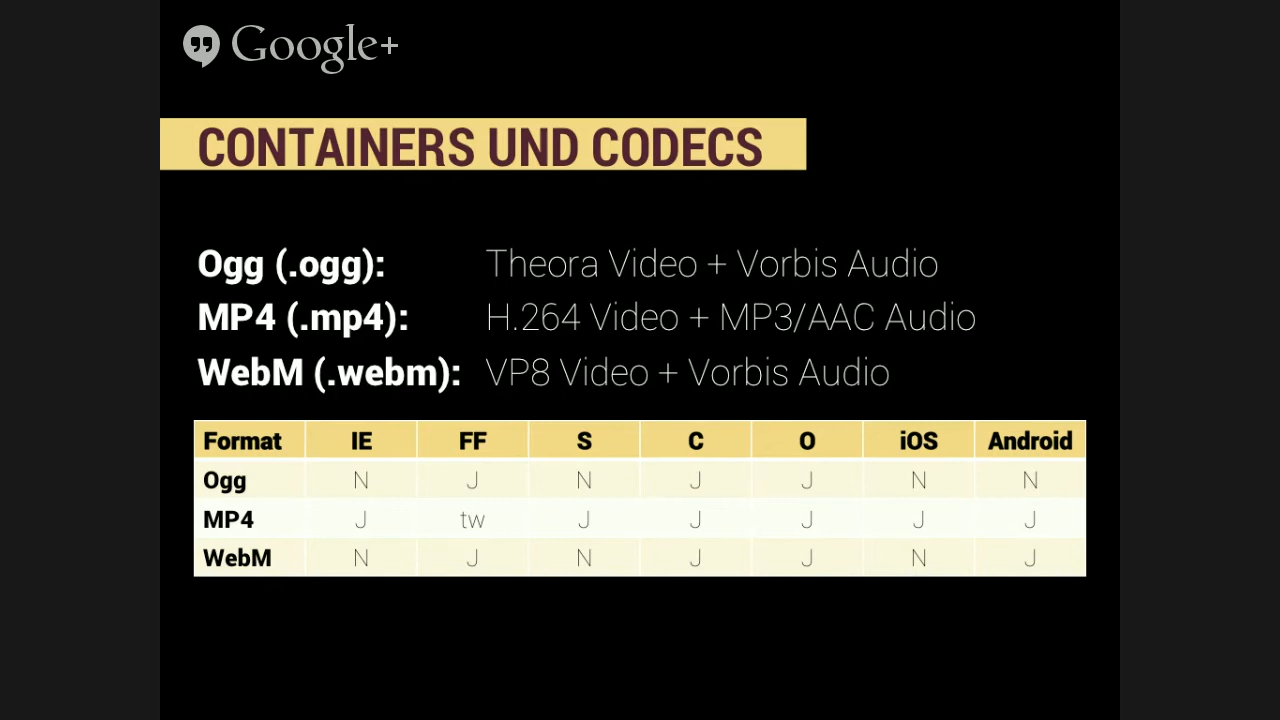 Google+
CONTAINERS UND CODECS
Ogg (.ogg): Theora Video + Vorbis Audio
MP4 (.mp4): H.264 Video + MP3/AAC Audio
WebM (.webm): VP8 Video + Vorbis Audio
Format IE FF S C O iOS Android
Ogg N J N J J N N
MP4 J tw J J J J J
WebM N J N J J N J